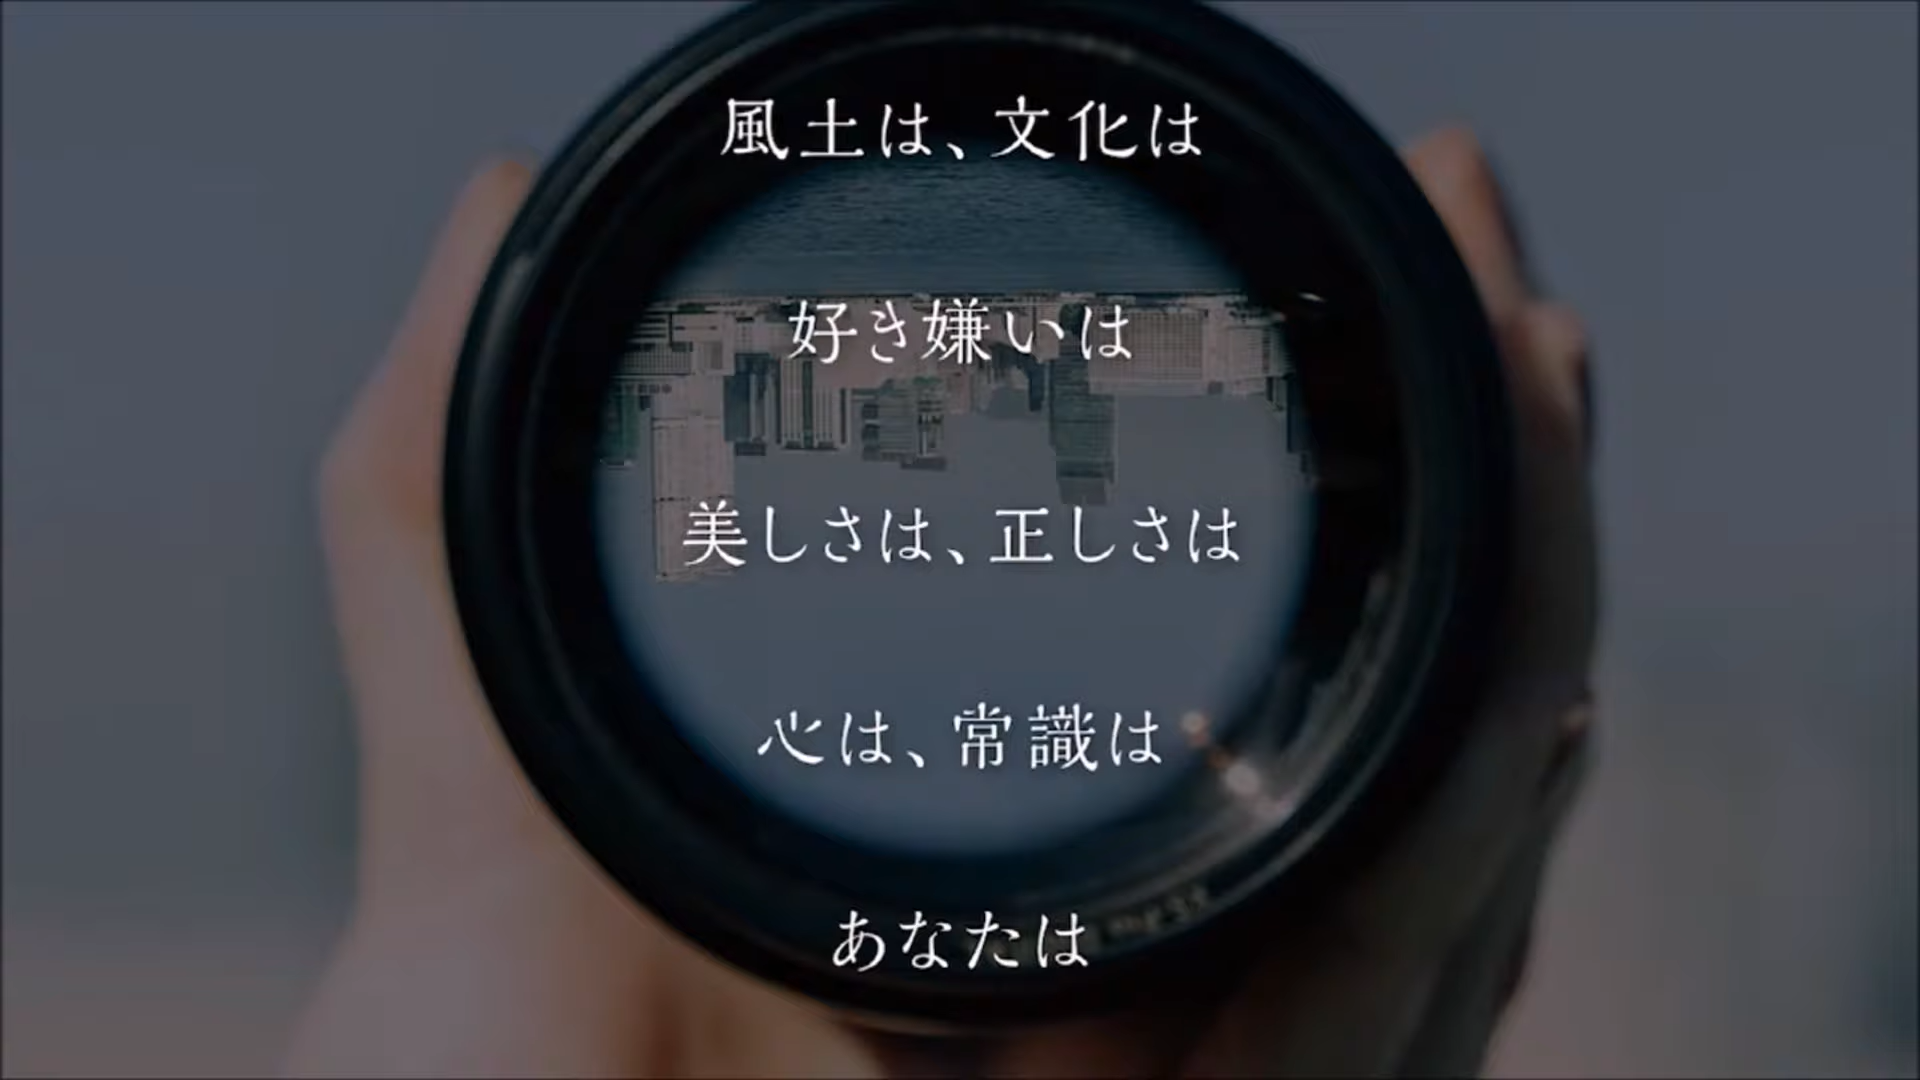 風土は、文化は
好き嫌いは
美しさは、正しさは
心は、常識は
あなたは